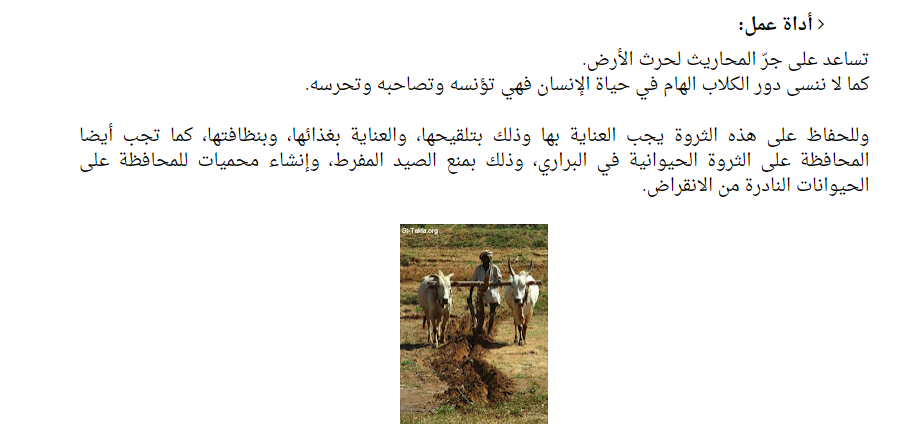 › أداة عمل:
تساعد على جرّ المحاريث لحرث الأرض.
كما لا ننسى دور الكلاب الهام في حياة الإنسان فهي تؤنسه وتصاحبه وتحرسه.
وللحفاظ على هذه الثروة يجب العناية بها وذلك بتلقيحها، والعناية بغذائها، وبنظافتها، كما تجب أيضا
المحافظة على الثروة الحيوانية في البراري، وذلك بمنع الصيد المفرط، وإنشاء محميات للمحافظة على
الحيوانات النادرة من الانقراض.
St-Takla.org